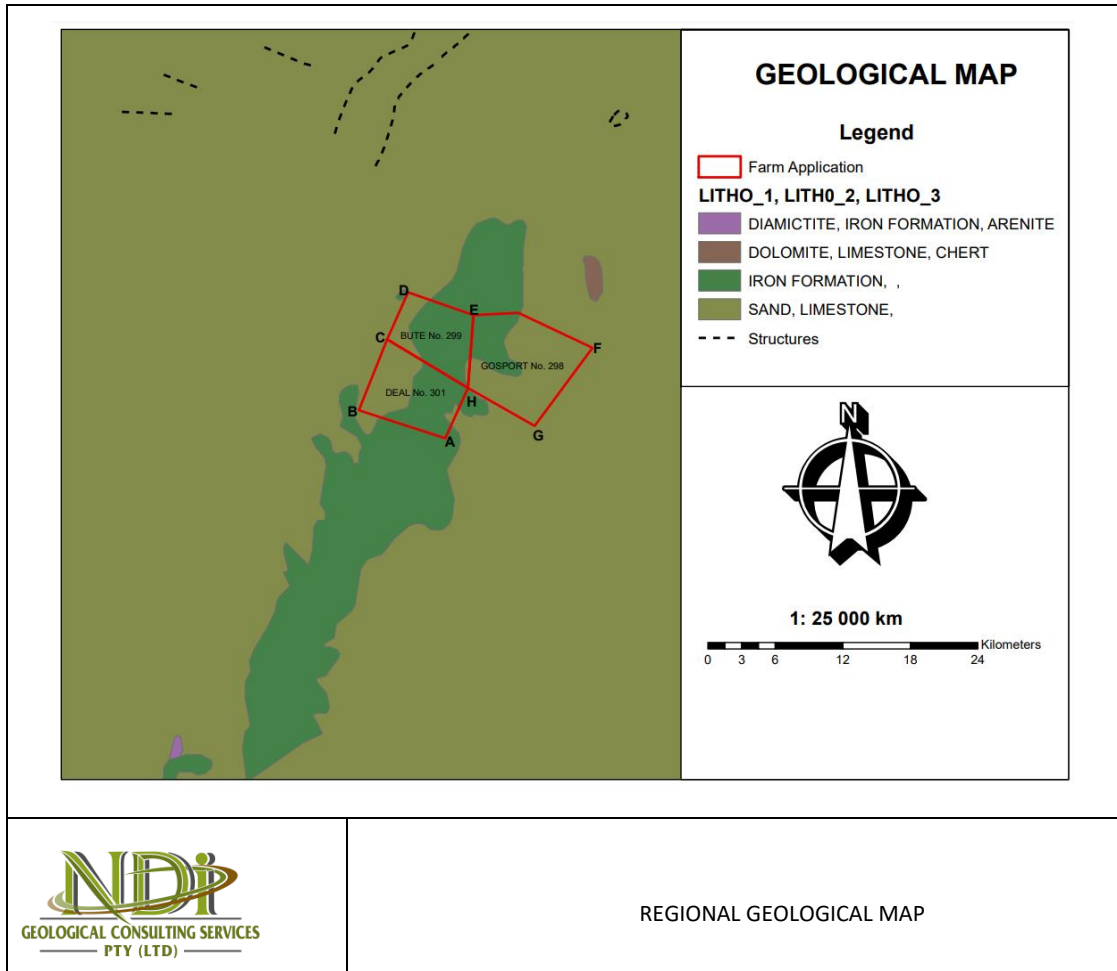 GEOLOGICAL MAP
Legend
Farm Application
LITHO_1, LITH0_2, LITHO_3
DIAMICTITE, IRON FORMATION, ARENITE
DOLOMITE, LIMESTONE, CHERT
IRON FORMATION, ,
SAND, LIMESTONE,
Structures
D
E
C
BUTE No. 299
F
GOSPORT No. 298
DEAL No. 301
H
B
A
G
N
1: 25 000 km
Kilometers
0 3 6 12 18 24
NDi
GEOLOGICAL CONSULTING SERVICES
PTY (LTD)
REGIONAL GEOLOGICAL MAP